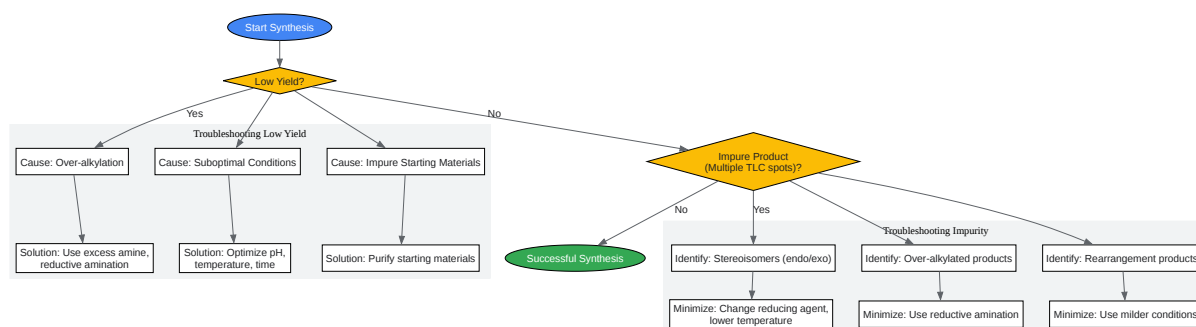 Start Synthesis
Low Yield?
Yes
No
Troubleshooting Low Yield
Cause: Over-alkylation
Cause: Suboptimal Conditions
Cause: Impure Starting Materials
Impure Product
(Multiple TLC spots)?
Solution: Use excess amine,
reductive amination
Solution: Optimize pH,
temperature, time
Solution: Purify starting materials
No
Yes
Successful Synthesis
Troubleshooting Impurity
Identify: Stereoisomers (endo/exo)
Identify: Over-alkylated products
Identify: Rearrangement products
Minimize: Change reducing agent,
lower temperature
Minimize: Use reductive amination
Minimize: Use milder conditions